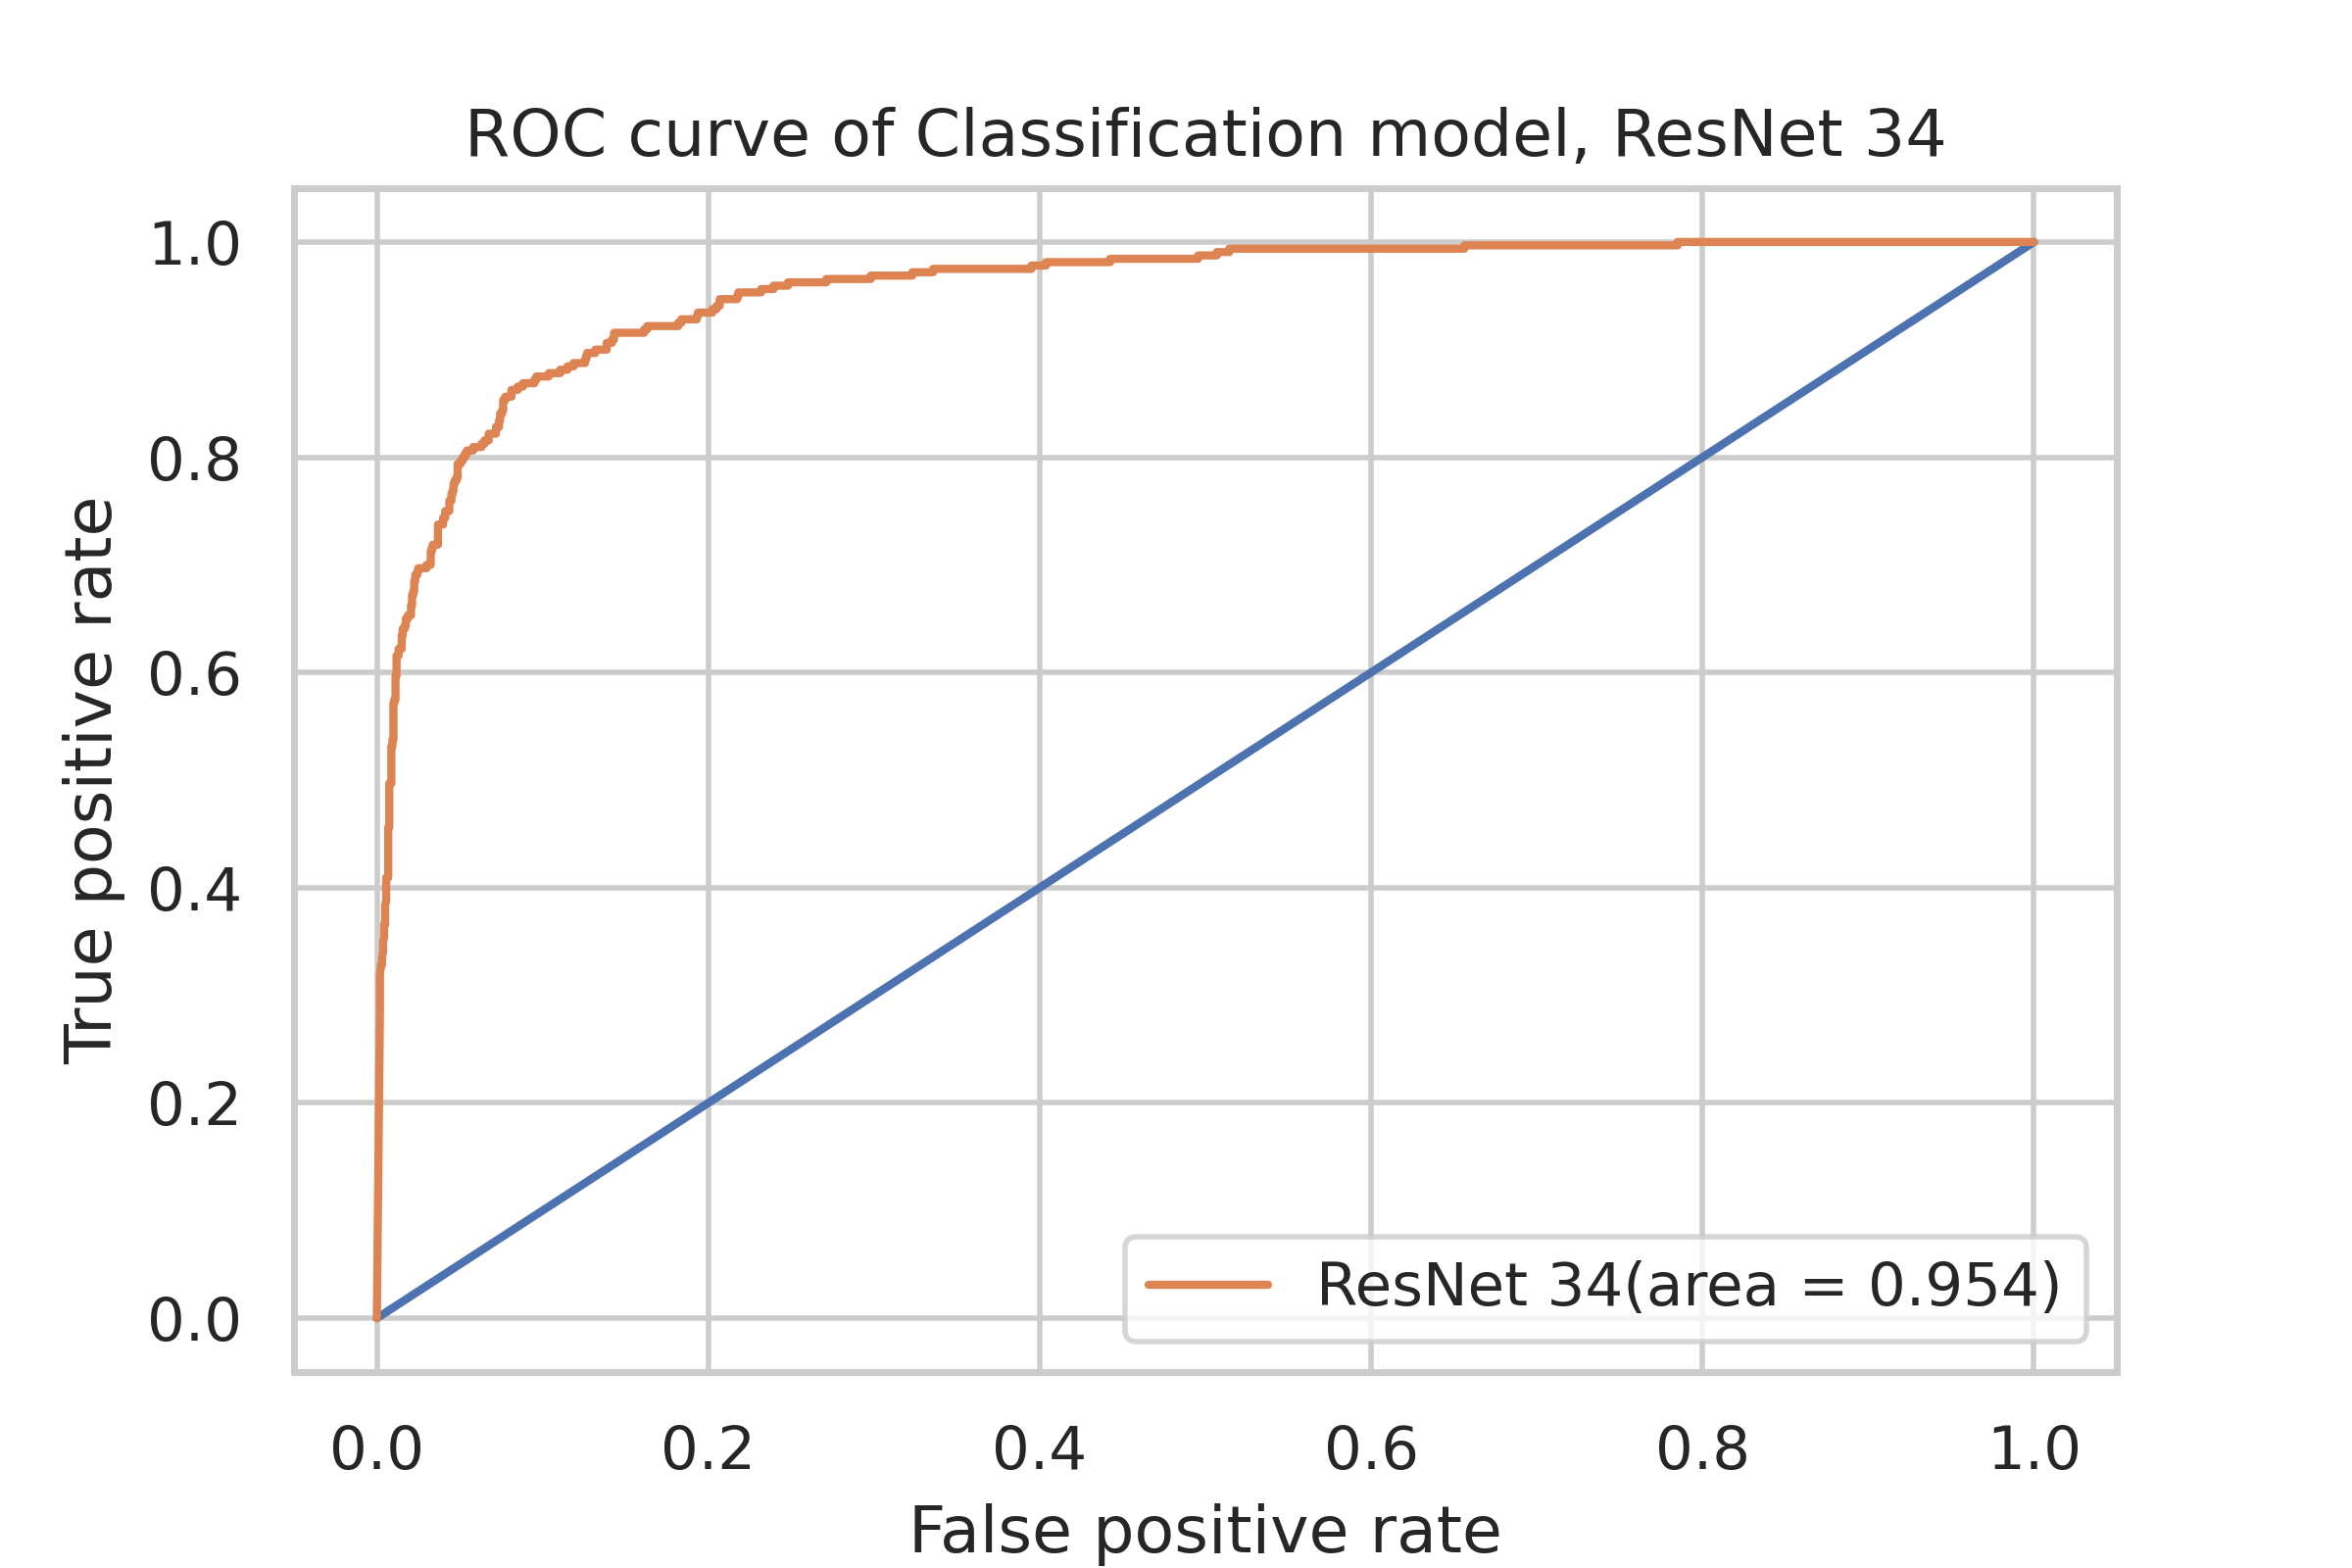 ROC curve of Classification model, ResNet 34
True positive rate
1.0
0.8
0.6
0.4
0.2
0.0
ResNet 34(area = 0.954)
0.0 0.2 0.4 0.6 0.8 1.0
False positive rate